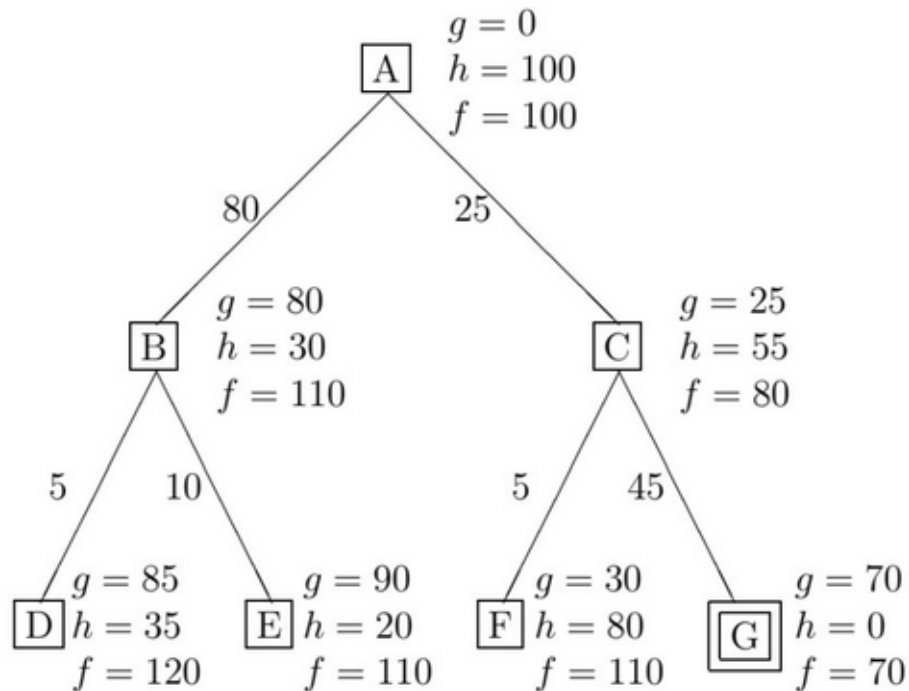 A
g = 0
h = 100
f = 100
80
25
B
g = 80
h = 30
f = 110
C
g = 25
h = 55
f = 80
5
10
5
45
D
g = 85
h = 35
f = 120
E
g = 90
h = 20
f = 110
F
g = 30
h = 80
f = 110
G
g = 70
h = 0
f = 70